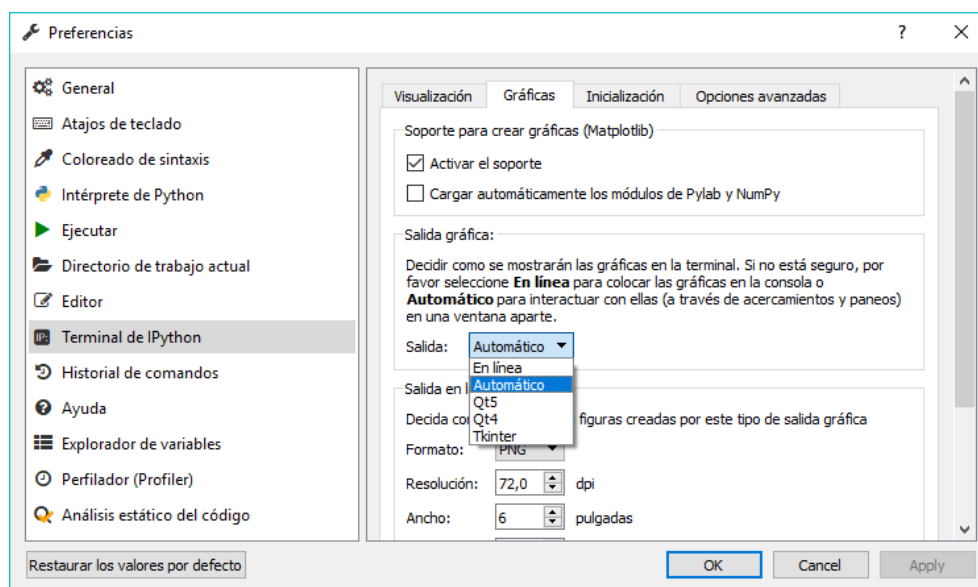 Preferencias
?
General
Atajos de teclado
Coloreado de sintaxis
Intérprete de Python
Ejecutar
Directorio de trabajo actual
Editor
IP:
Terminal de IPython
Historial de comandos
Ayuda
Explorador de variables
Perfilador (Profiler)
Análisis estático del código
Visualización
Gráficas
Inicialización
Opciones avanzadas
Soporte para crear gráficas (Matplotlib)
Activar el soporte
Cargar automáticamente los módulos de Pylab y NumPy
Salida gráfica:
Decidir como se mostrarán las gráficas en la terminal. Si no está seguro, por
favor seleccione En línea para colocar las gráficas en la consola o
Automático para interactuar con ellas (a través de acercamientos y paneos)
en una ventana aparte.
Salida: Automático
En línea
Automático
Qt5
Qt4
Tkinter
Salida en
Decida figuras creadas por este tipo de salida gráfica
Formato: PNG
Resolución: 72,0 dpi
Ancho: 6 pulgadas
Restaurar los valores por defecto
OK
Cancel
Apply